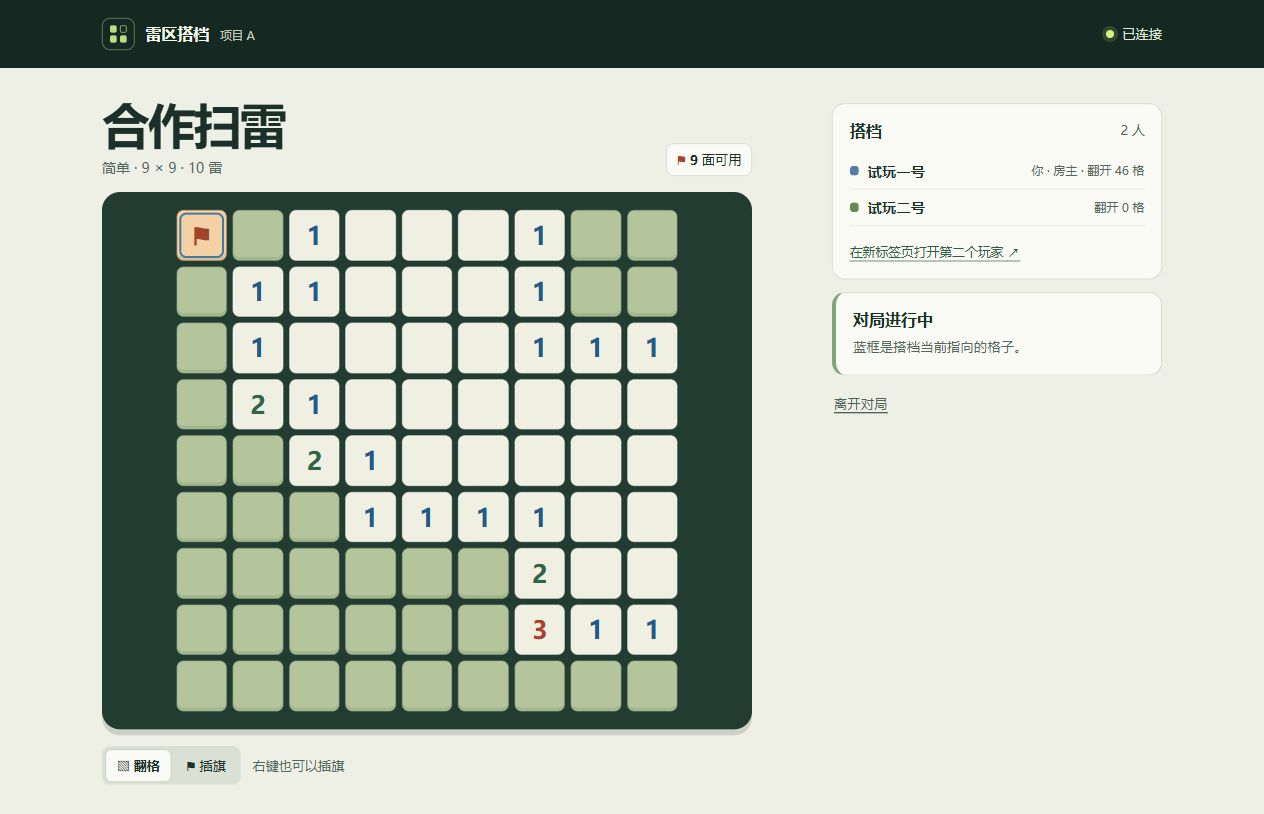 雷区搭档 项目 A
已连接
合作扫雷
简单 · 9 × 9 · 10 雷
9 面可用
1 1
1 1 1
1 1 1 1
2 1
2 1
1 1 1 1
2
3 1 1
翻格 插旗 右键也可以插旗
搭档 2 人
试玩一号 你 · 房主 · 翻开 46 格
试玩二号 翻开 0 格
在新标签页打开第二个玩家 ↗
对局进行中
蓝框是搭档当前指向的格子。
离开对局